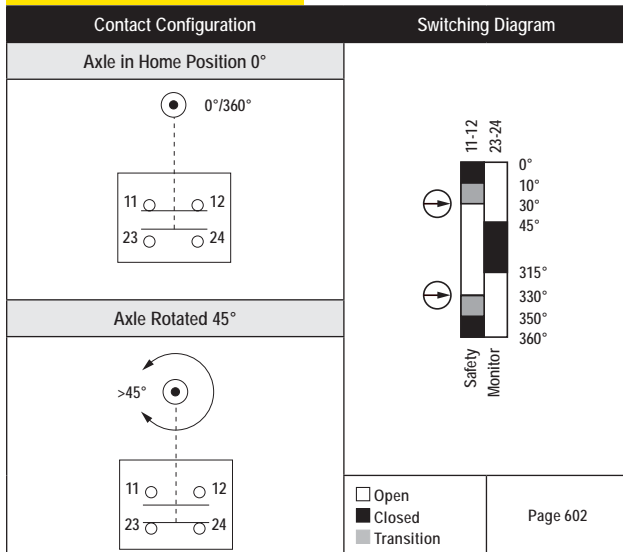 Contact Configuration
Switching Diagram
Axle in Home Position 0°
0°/360°
11 12
23 24
Axle Rotated 45°
>45°
11 12
23 24
11-12 23-24
0°
10°
30°
45°
315°
330°
350°
360°
Safety Monitor
Open
Closed
Transition
Page 602